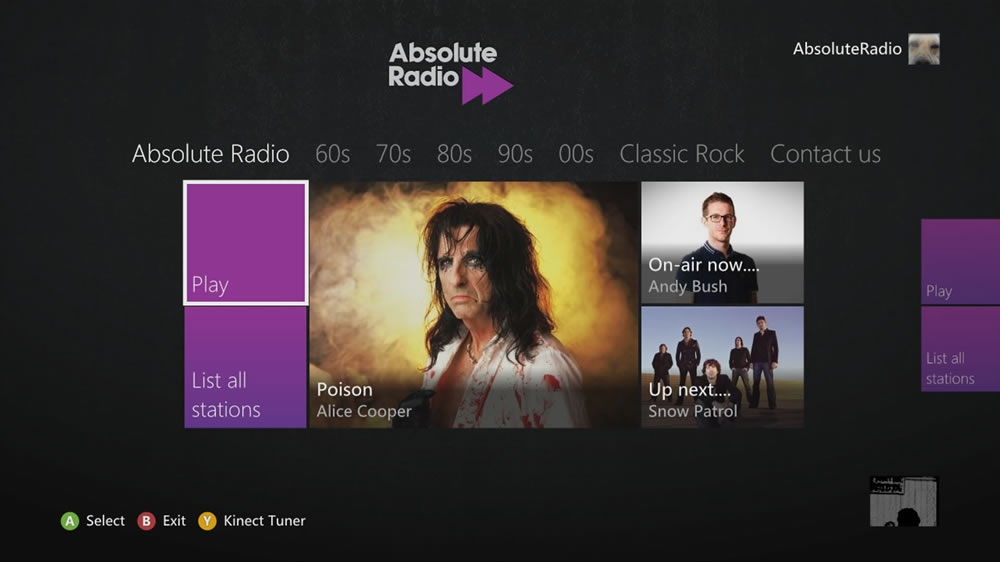 Absolute
Radio
AbsoluteRadio
Absolute Radio 60s 70s 80s 90s 00s Classic Rock Contact us
Play
List all
stations
Poison
Alice Cooper
On-air now....
Andy Bush
Up next....
Snow Patrol
Play
List all
stations
A Select B Exit Y Kinect Tuner